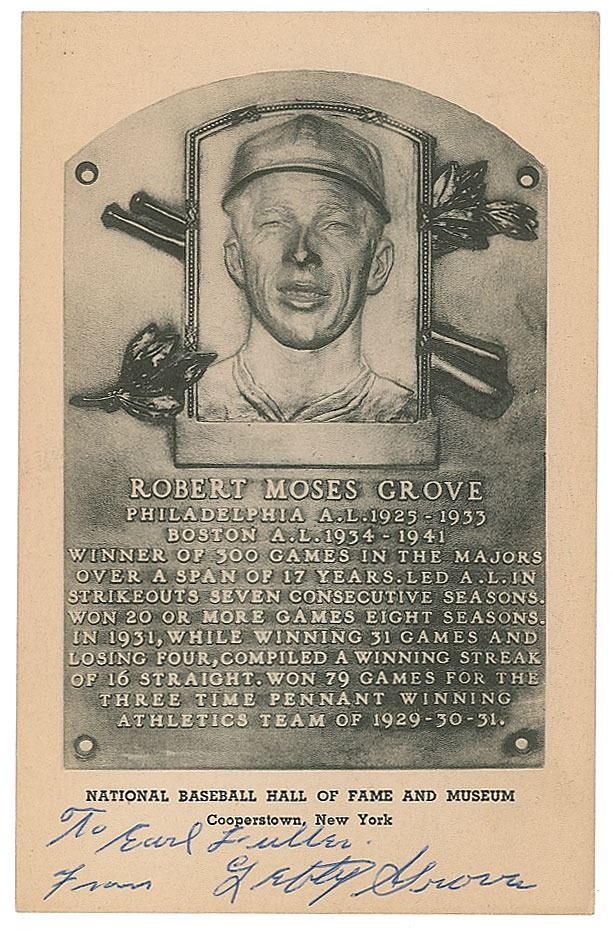 ROBERT MOSES GROVE
PHILADELPHIA A.L.1925-1933
BOSTON A.L.1934-1941
WINNER OF 300 GAMES IN THE MAJORS
OVER A SPAN OF 17 YEARS. LED A.L. IN
STRIKEOUTS SEVEN CONSECUTIVE SEASONS.
WON 20 OR MORE GAMES EIGHT SEASONS.
IN 1931, WHILE WINNING 31 GAMES AND
LOSING FOUR, COMPILED A WINNING STREAK
OF 16 STRAIGHT. WON 79 GAMES FOR THE
THREE TIME PENNANT WINNING
ATHLETICS TEAM OF 1929-30-31.
NATIONAL BASEBALL HALL OF FAME AND MUSEUM
Cooperstown, New York
To Earl Fuller.
From Lefty Grove